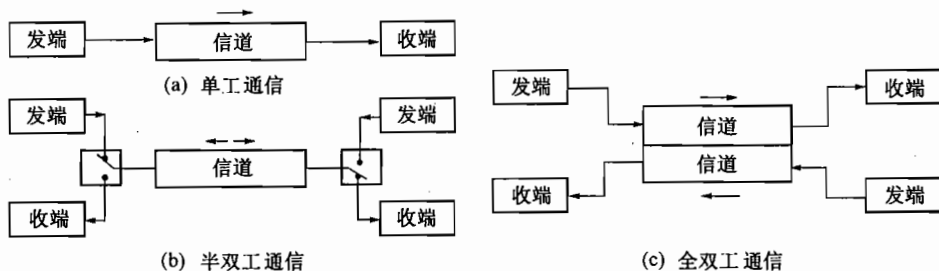 发端
信道
收端
(a) 单工通信
发端
发端
信道
收端
收端
(b) 半双工通信
发端
收端
信道
信道
收端
发端
(c) 全双工通信